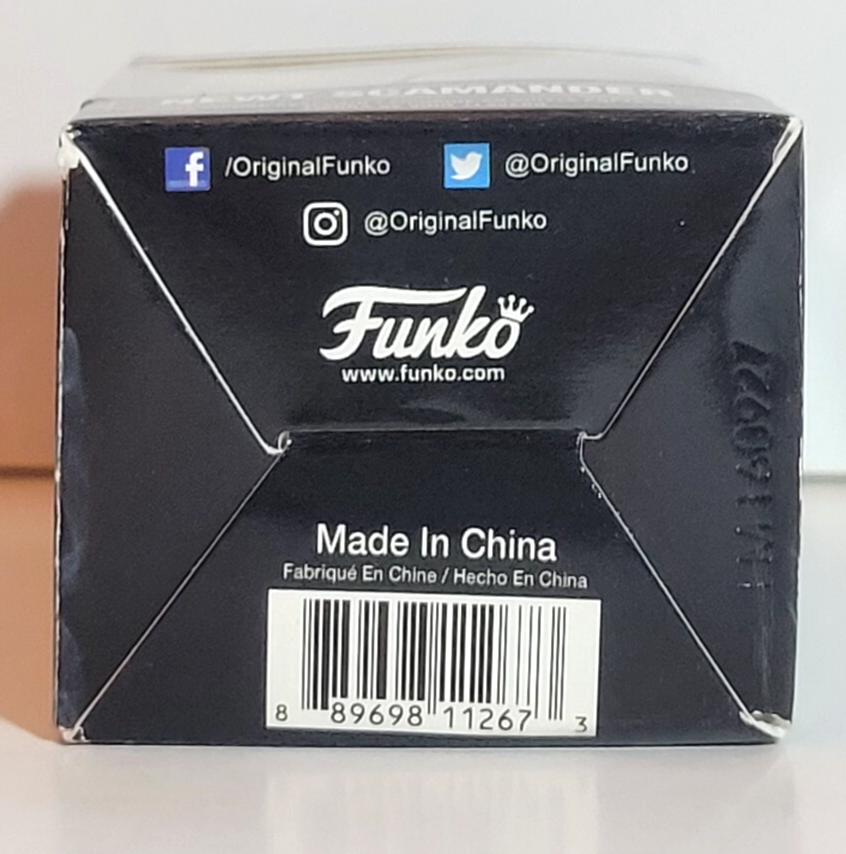 NEWT SCAMANDER
/OriginalFunko @OriginalFunko
@OriginalFunko
Funko
www.funko.com
Made In China
Fabriqué En Chine / Hecho En China
8 89698 11267 3